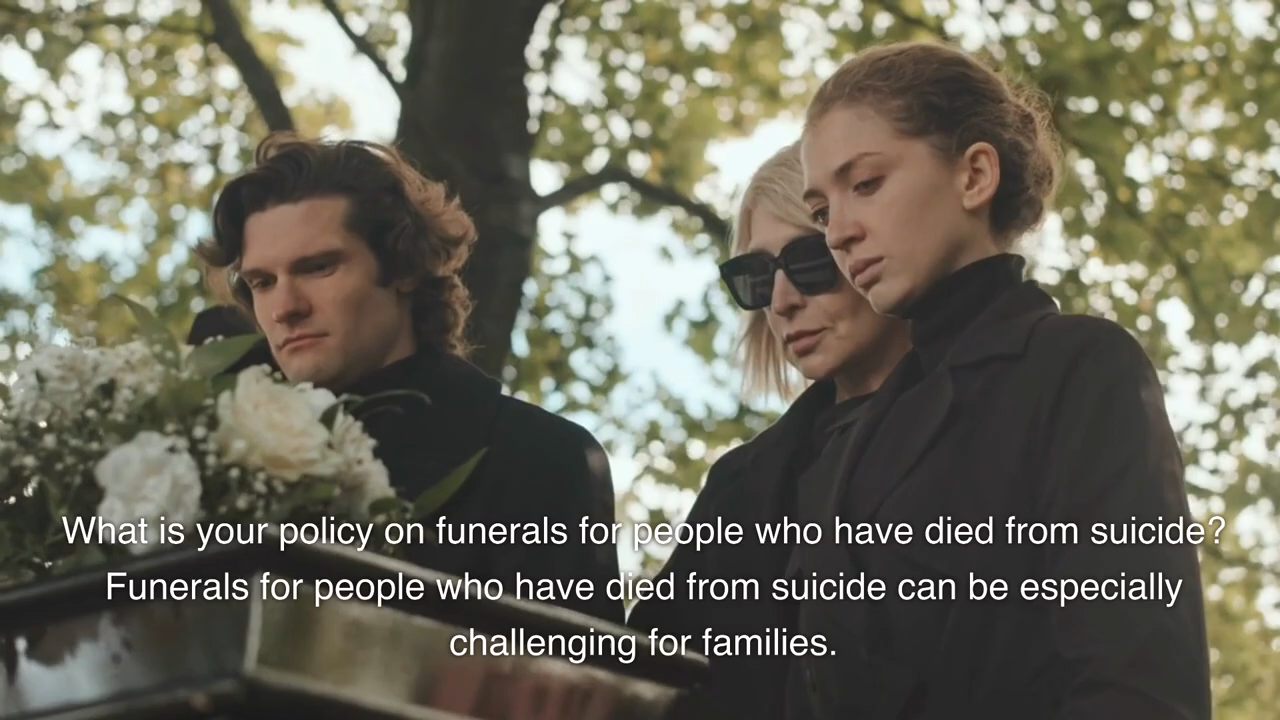 What is your policy on funerals for people who have died from suicide?
Funerals for people who have died from suicide can be especially
challenging for families.